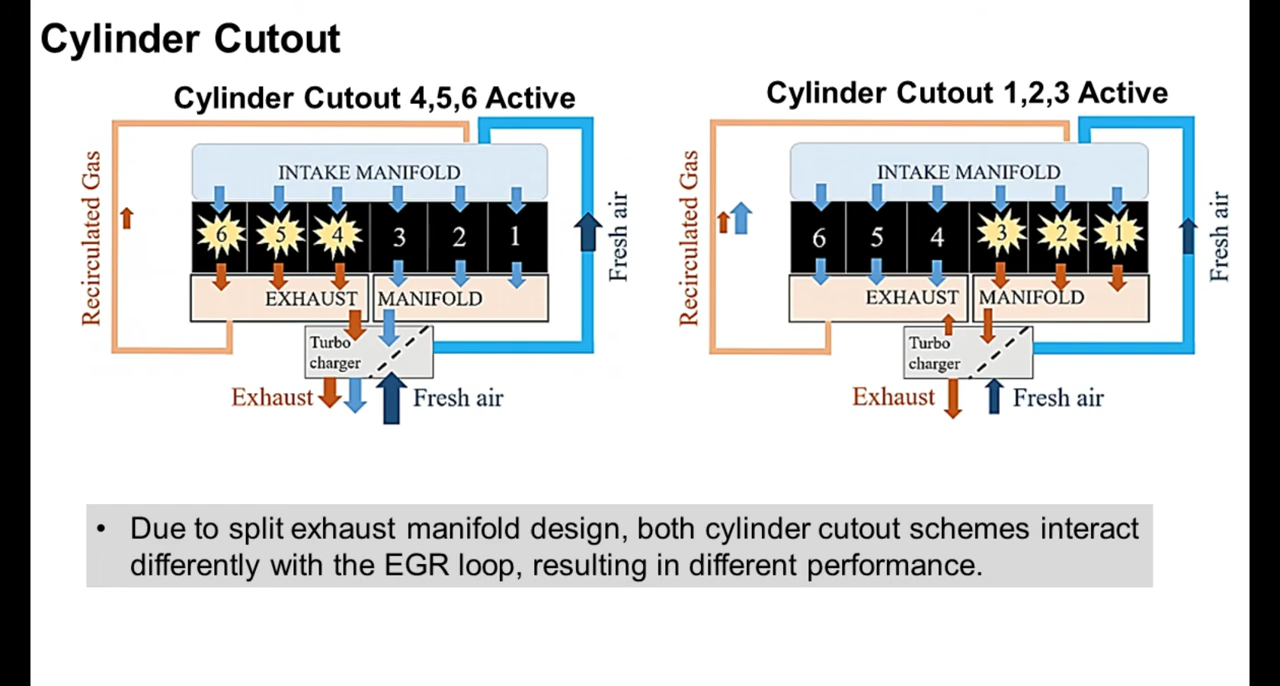 Cylinder Cutout
Cylinder Cutout 4,5,6 Active
Recirculated Gas
INTAKE MANIFOLD
6 5 4 3 2 1
EXHAUST MANIFOLD
Turbo
charger
Exhaust
Fresh air
Fresh air
Cylinder Cutout 1,2,3 Active
Recirculated Gas
INTAKE MANIFOLD
6 5 4 3 2 1
EXHAUST MANIFOLD
Turbo
charger
Exhaust
Fresh air
Fresh air
• Due to split exhaust manifold design, both cylinder cutout schemes interact
differently with the EGR loop, resulting in different performance.